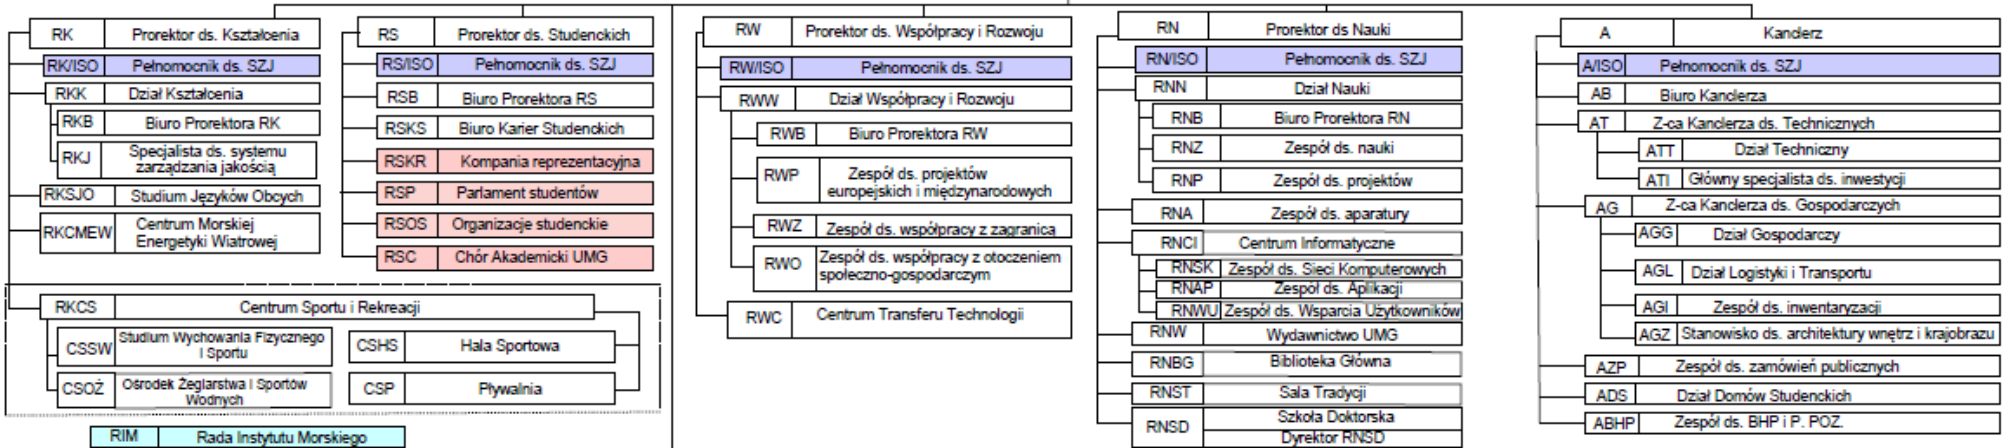 RK Prorektor ds. Kształcenia
RK/ISO Pełnomocnik ds. SZJ
RKK Dział Kształcenia
RKB Biuro Prorektora RK
RKJ Specjalista ds. systemu
zarządzania jakością
RKSJO Studium Języków Obcych
RKCMEW Centrum Morskiej
Energetyki Wiatrowej
RKCS Centrum Sportu i Rekreacji
CSSW Studium Wychowania Fizycznego
i Sportu
CSOŻ Ośrodek Żeglarstwa i Sportów
Wodnych
CSHS Hala Sportowa
CSP Pływalnia
RIM Rada Instytutu Morskiego
RS Prorektor ds. Studenckich
RS/ISO Pełnomocnik ds. SZJ
RSB Biuro Prorektora RS
RSKS Biuro Karier Studenckich
RSKR Kompania reprezentacyjna
RSP Parlament studentów
RSOS Organizacje studenckie
RSC Chór Akademicki UMG
RW Prorektor ds. Współpracy i Rozwoju
RW/ISO Pełnomocnik ds. SZJ
RWW Dział Współpracy i Rozwoju
RWB Biuro Prorektora RW
RWP Zespół ds. projektów
europejskich i międzynarodowych
RWZ Zespół ds. współpracy z zagranica
RWO Zespół ds. współpracy z otoczeniem
społeczno-gospodarczym
RWC Centrum Transferu Technologii
RN Prorektor ds Nauki
RN/ISO Pełnomocnik ds. SZJ
RNN Dział Nauki
RNB Biuro Prorektora RN
RNZ Zespół ds. nauki
RNP Zespół ds. projektów
RNA Zespół ds. aparatury
RNCI Centrum Informatyczne
RNSK Zespół ds. Sieci Komputerowych
RNAP Zespół ds. Aplikacji
RNWU Zespół ds. Wsparcia Użytkowników
RNW Wydawnictwo UMG
RNBG Biblioteka Główna
RNST Sala Tradycji
RNSD Szkoła Doktorska
Dyrektor RNSD
A Kanclerz
A/ISO Pełnomocnik ds. SZJ
AB Biuro Kanclerza
AT Z-ca Kanclerza ds. Technicznych
ATT Dział Techniczny
ATI Główny specjalista ds. inwestycji
AG Z-ca Kanclerza ds. Gospodarczych
AGG Dział Gospodarczy
AGL Dział Logistyki i Transportu
AGI Zespół ds. inwentaryzacji
AGZ Stanowisko ds. architektury wnętrz i krajobrazu
AZP Zespół ds. zamówień publicznych
ADS Dział Domów Studenckich
ABHP Zespół ds. BHP i P. POZ.